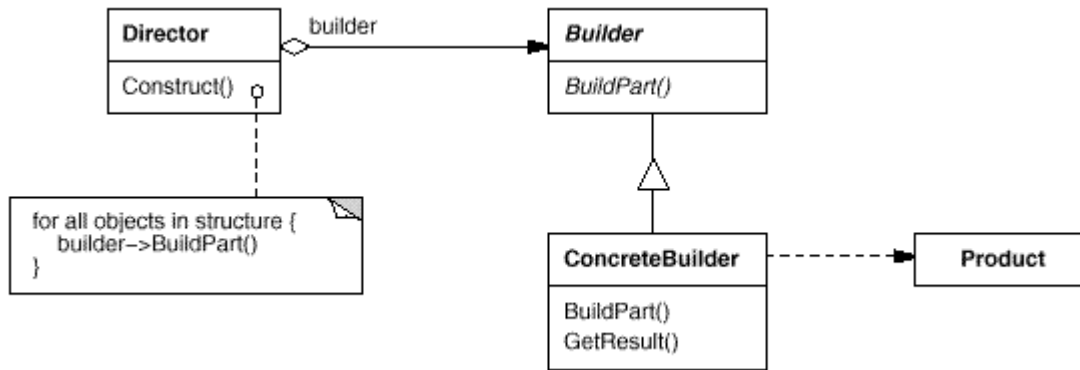 Director
Construct()
builder
Builder
BuildPart()
for all objects in structure {
builder–>BuildPart()
}
ConcreteBuilder
BuildPart()
GetResult()
Product